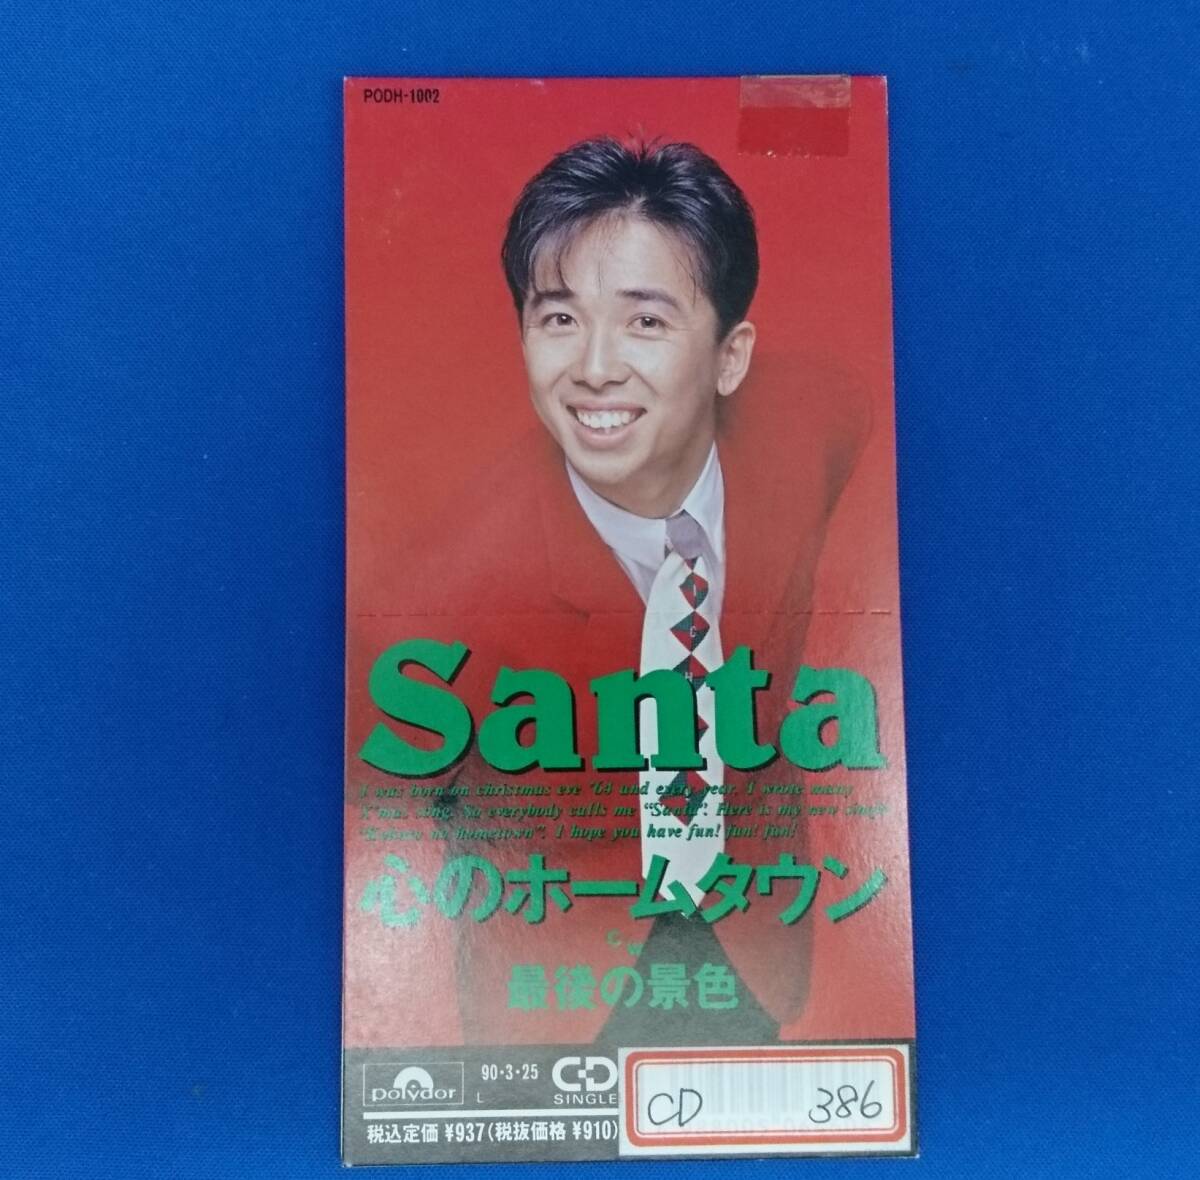 PODH-1002
I
C
H
Santa
I was born on christmas eve '64 and every year. I wrote many
X'mas song. So everybody calls me "Santa". Here is my new single
"Kokoro no hometown". I hope you have fun! fun! fun!
心のホームタウン
C W
最後の景色
polydor
90・3・25
L
CD
SINGLE
税込定価 ¥937(税抜価格 ¥910)
CD 386